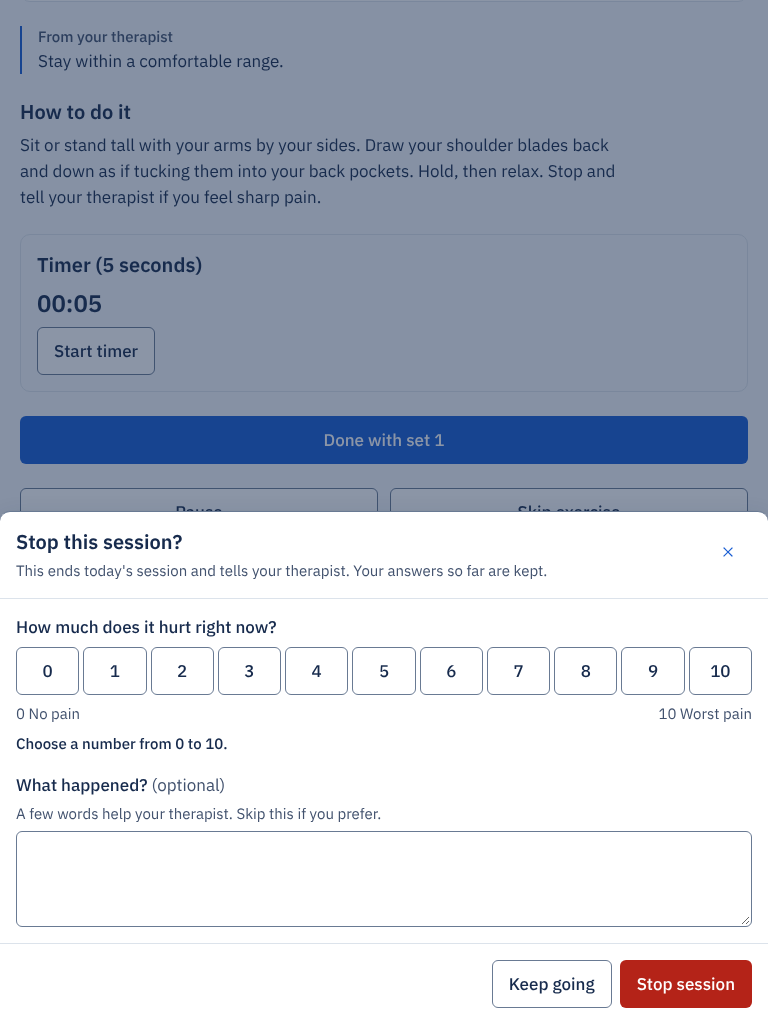 From your therapist
Stay within a comfortable range.
How to do it
Sit or stand tall with your arms by your sides. Draw your shoulder blades back
and down as if tucking them into your back pockets. Hold, then relax. Stop and
tell your therapist if you feel sharp pain.
Timer (5 seconds)
00:05
Start timer
Done with set 1
Pause
Skip exercise
Stop this session?
This ends today's session and tells your therapist. Your answers so far are kept.
How much does it hurt right now?
0 1 2 3 4 5 6 7 8 9 10
0 No pain
10 Worst pain
Choose a number from 0 to 10.
What happened? (optional)
A few words help your therapist. Skip this if you prefer.
Keep going
Stop session